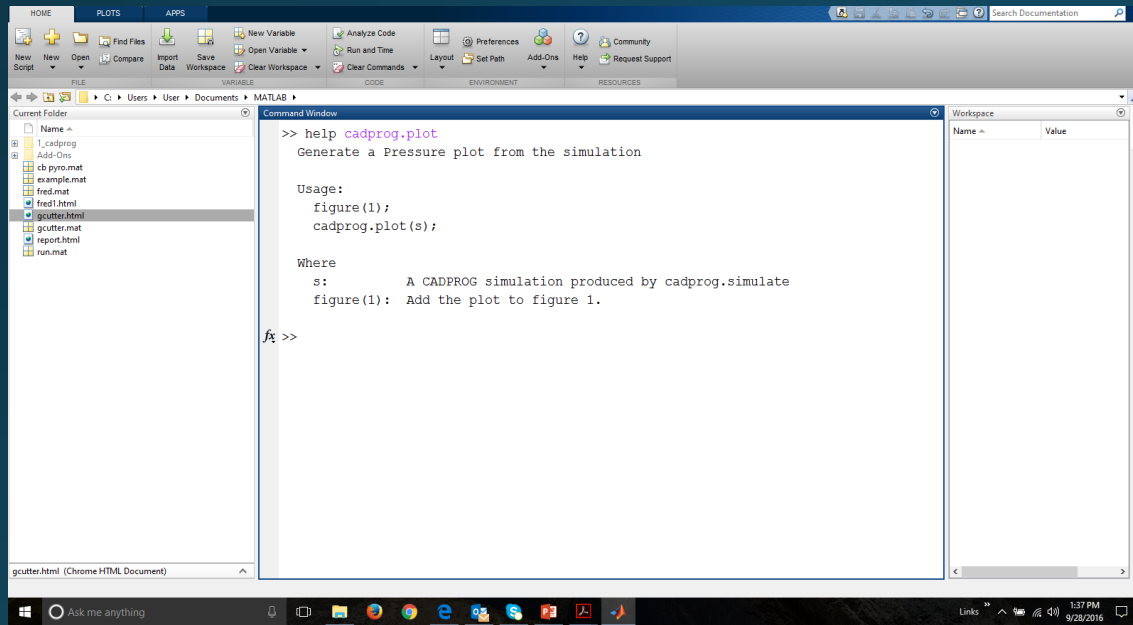 HOME PLOTS APPS
Search Documentation
New Script
New
Open
Find Files
Compare
Import Data
Save Workspace
New Variable
Open Variable
Clear Workspace
Analyze Code
Run and Time
Clear Commands
Layout
Preferences
Set Path
Add-Ons
Help
Community
Request Support
FILE VARIABLE CODE ENVIRONMENT RESOURCES
C: Users User Documents MATLAB
Current Folder
Name
1_cadprog
Add-Ons
cb pyro.mat
example.mat
fred.mat
fred1.html
gcutter.html
gcutter.mat
report.html
run.mat
gcutter.html (Chrome HTML Document)
Command Window
>> help cadprog.plot
Generate a Pressure plot from the simulation
Usage:
figure(1);
cadprog.plot(s);
Where
s: A CADPROG simulation produced by cadprog.simulate
figure(1): Add the plot to figure 1.
fx >>
Workspace
Name Value
Ask me anything
Links
1:37 PM
9/28/2016